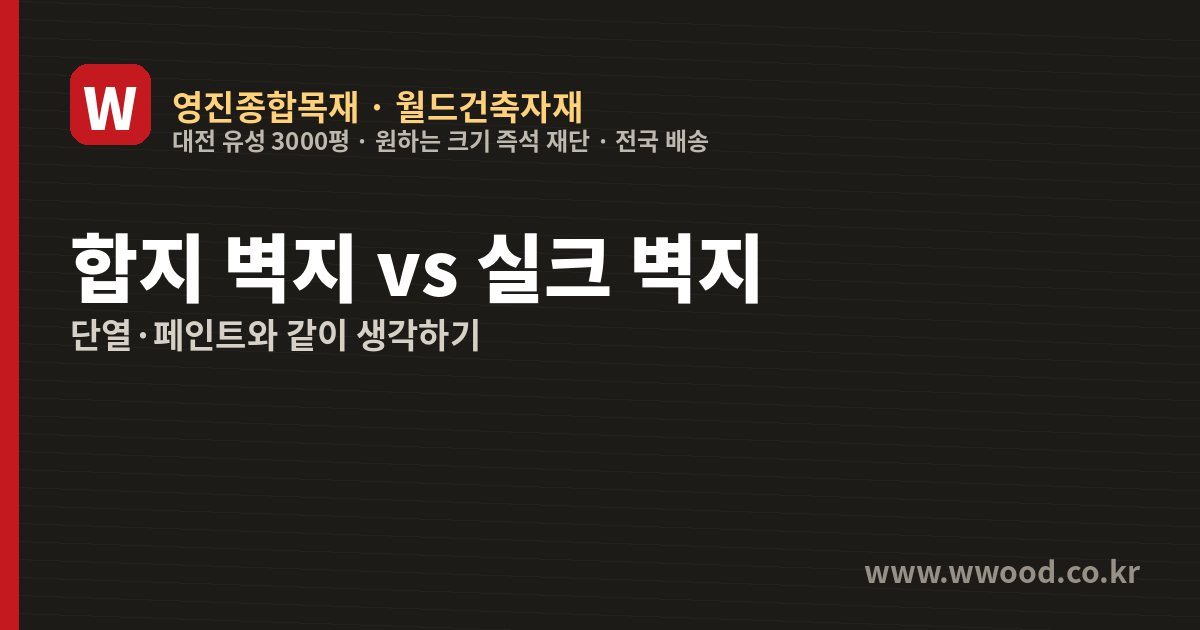 W
영진종합목재 · 월드건축자재
대전 유성 3000평 · 원하는 크기 즉석 재단 · 전국 배송
합지 벽지 vs 실크 벽지
단열·페인트와 같이 생각하기
www.wwood.co.kr